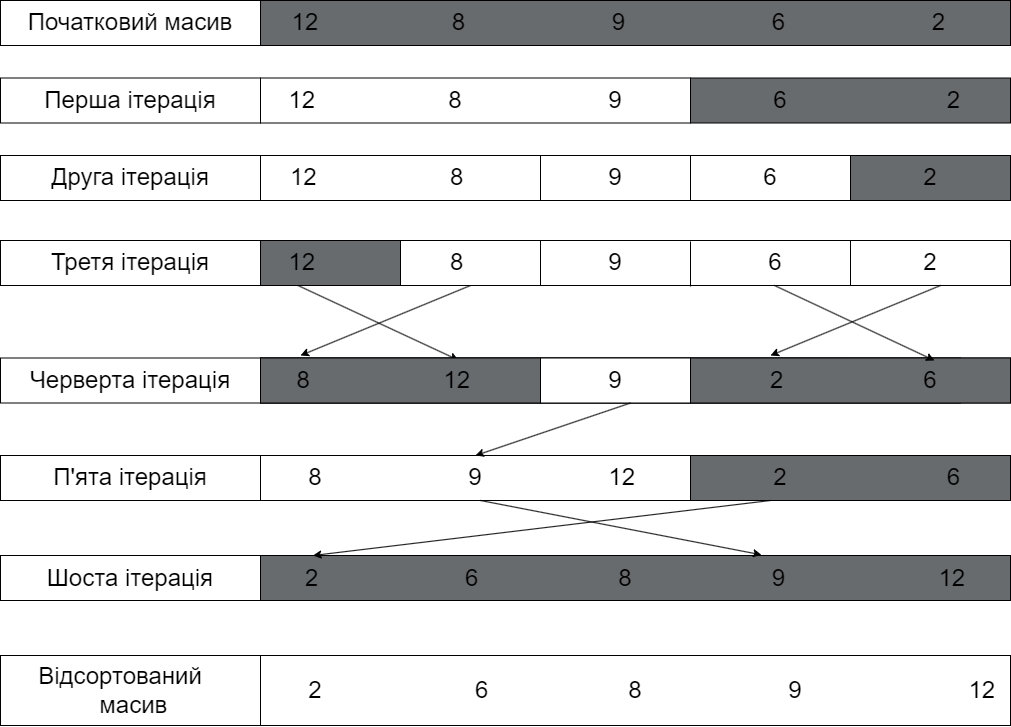 Початковий масив 12 8 9 6 2
Перша ітерація 12 8 9 6 2
Друга ітерація 12 8 9 6 2
Третя ітерація 12 8 9 6 2
Черверта ітерація 8 12 9 2 6
П'ята ітерація 8 9 12 2 6
Шоста ітерація 2 6 8 9 12
Відсортований
масив
2 6 8 9 12